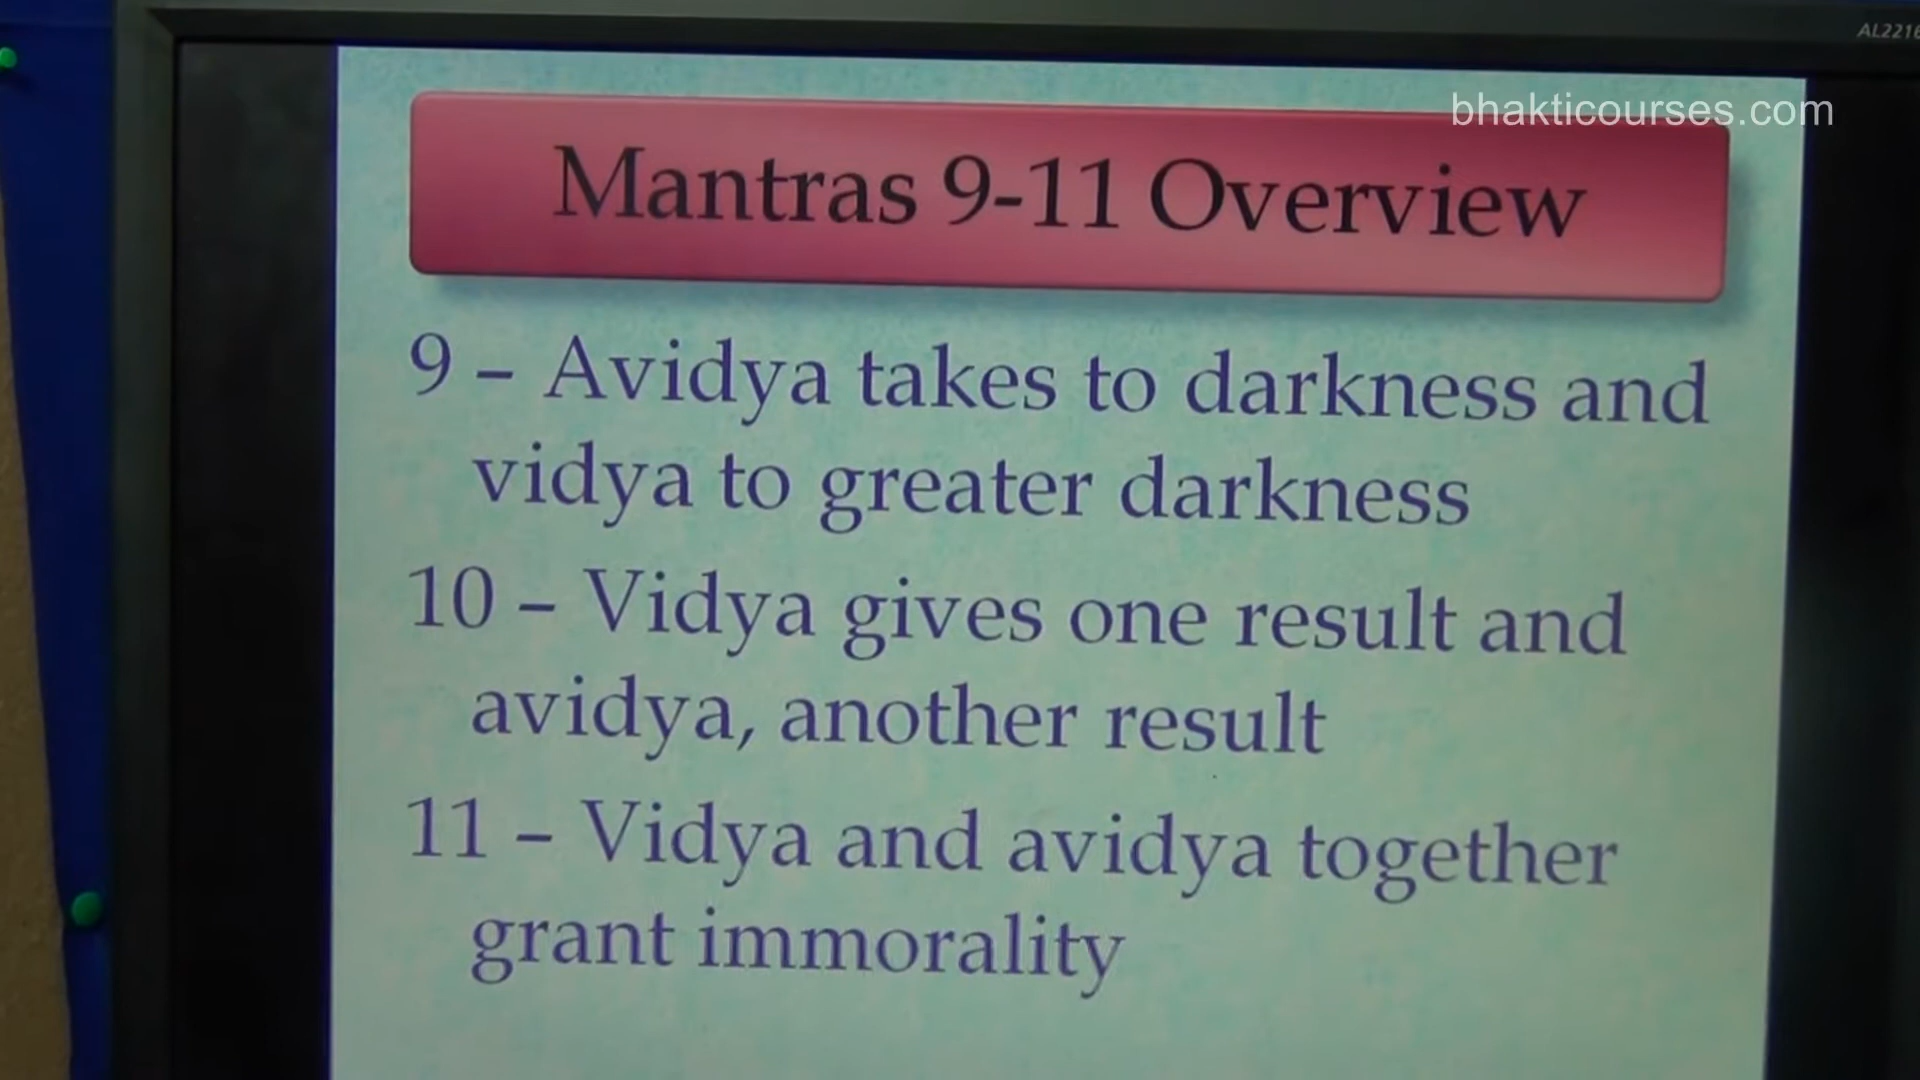 AL2216
bhakticourses.com
Mantras 9-11 Overview
9 – Avidya takes to darkness and
vidya to greater darkness
10 – Vidya gives one result and
avidya, another result
11 – Vidya and avidya together
grant immorality